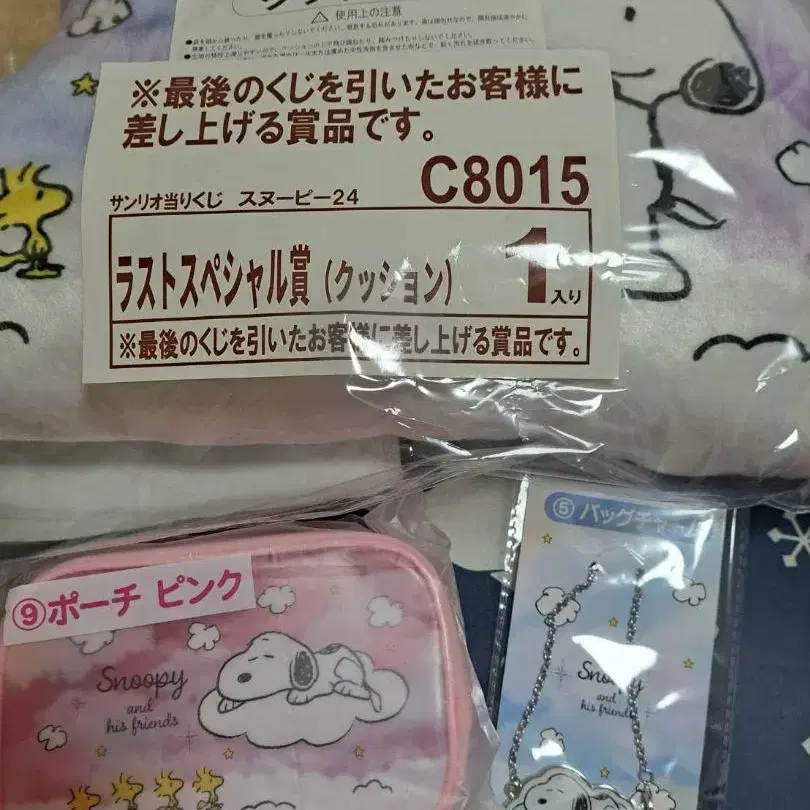 使用上の注意
※最後のくじを引いたお客様に
差し上げる賞品です。
サンリオ当りくじ スヌーピー24 C8015
ラストスペシャル賞(クッション) 1入り
※最後のくじを引いたお客様に差し上げる賞品です。
⑤バッグチャーム
⑨ポーチ ピンク
Snoopy
and
his friends
Snoopy
and
his friends